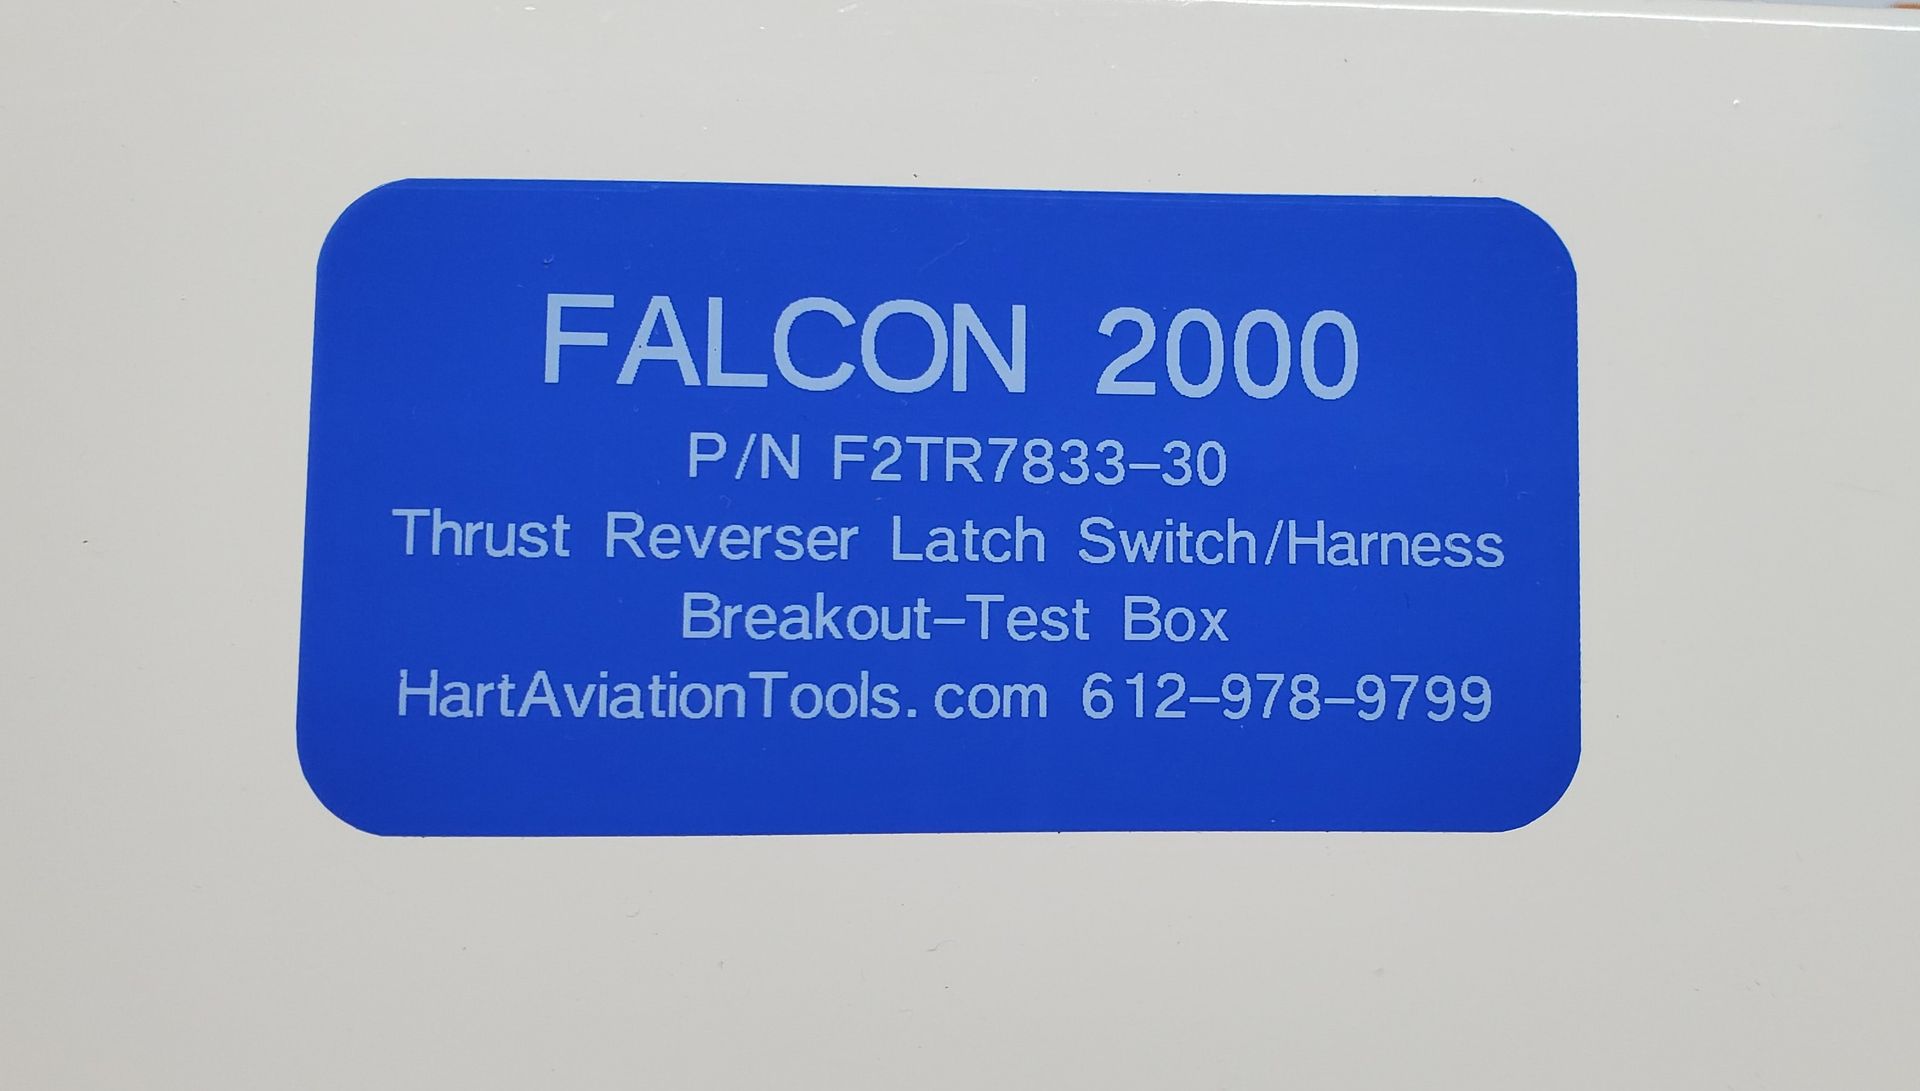 FALCON 2000
P/N F2TR7833-30
Thrust Reverser Latch Switch/Harness
Breakout-Test Box
HartAviationTools.com 612-978-9799